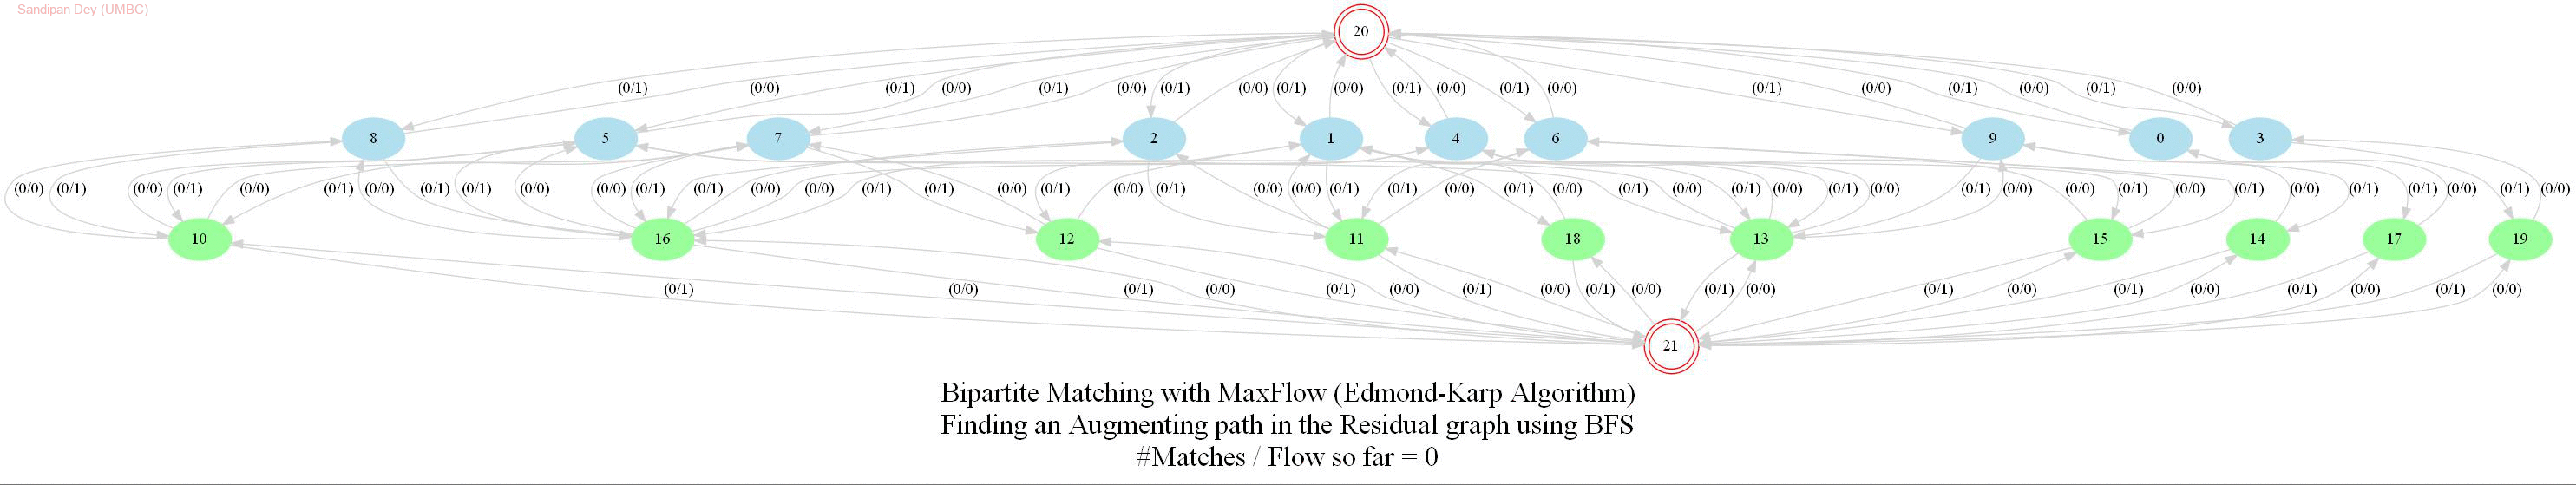 Sandipan Dey (UMBC)
20
(0/1) (0/0) (0/1) (0/0) (0/1) (0/0) (0/1) (0/0) (0/1) (0/0) (0/1) (0/0) (0/1) (0/0) (0/1) (0/0) (0/1) (0/0) (0/1) (0/0)
8 5 7 2 1 4 6 9 0 3
(0/0) (0/1) (0/0) (0/1) (0/0) (0/1) (0/0) (0/1) (0/1) (0/0) (0/0) (0/1) (0/1) (0/0) (0/0) (0/1) (0/1) (0/0) (0/1) (0/0) (0/1) (0/0) (0/0) (0/1) (0/1) (0/0) (0/1) (0/0) (0/1) (0/0) (0/1) (0/0) (0/1) (0/0) (0/1) (0/0) (0/0) (0/1) (0/0) (0/1) (0/0) (0/1) (0/1) (0/0) (0/1) (0/0)
10 16 12 11 18 13 15 14 17 19
(0/1) (0/0) (0/1) (0/0) (0/1) (0/0) (0/1) (0/0) (0/1) (0/0) (0/1) (0/0) (0/1) (0/0) (0/1) (0/0) (0/1) (0/0) (0/1) (0/0)
21
Bipartite Matching with MaxFlow (Edmond-Karp Algorithm)
Finding an Augmenting path in the Residual graph using BFS
#Matches / Flow so far = 0